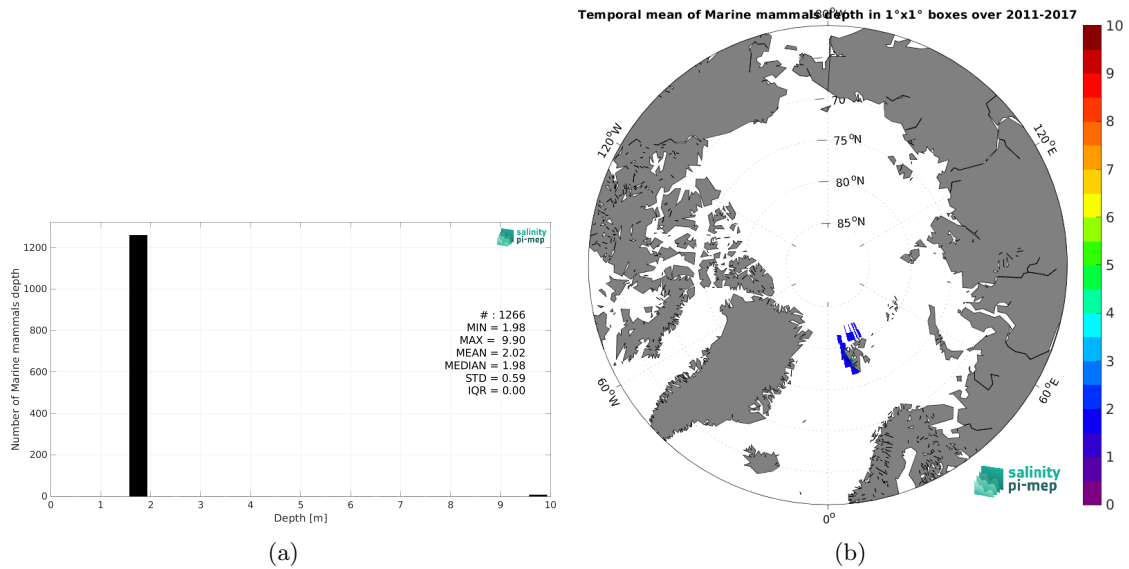 Temporal mean of Marine mammals depth in 1°x1° boxes over 2011-2017
180°W
120°W
120°E
60°W
60°E
0°
70
75°N
80°N
85°N
10
9
8
7
6
5
4
3
2
1
0
salinity
pi-mep
1200
1000
800
600
400
200
0
Number of Marine mammals depth
salinity
pi-mep
# : 1266
MIN = 1.98
MAX = 9.90
MEAN = 2.02
MEDIAN = 1.98
STD = 0.59
IQR = 0.00
0 1 2 3 4 5 6 7 8 9 10
Depth [m]
(a)
(b)